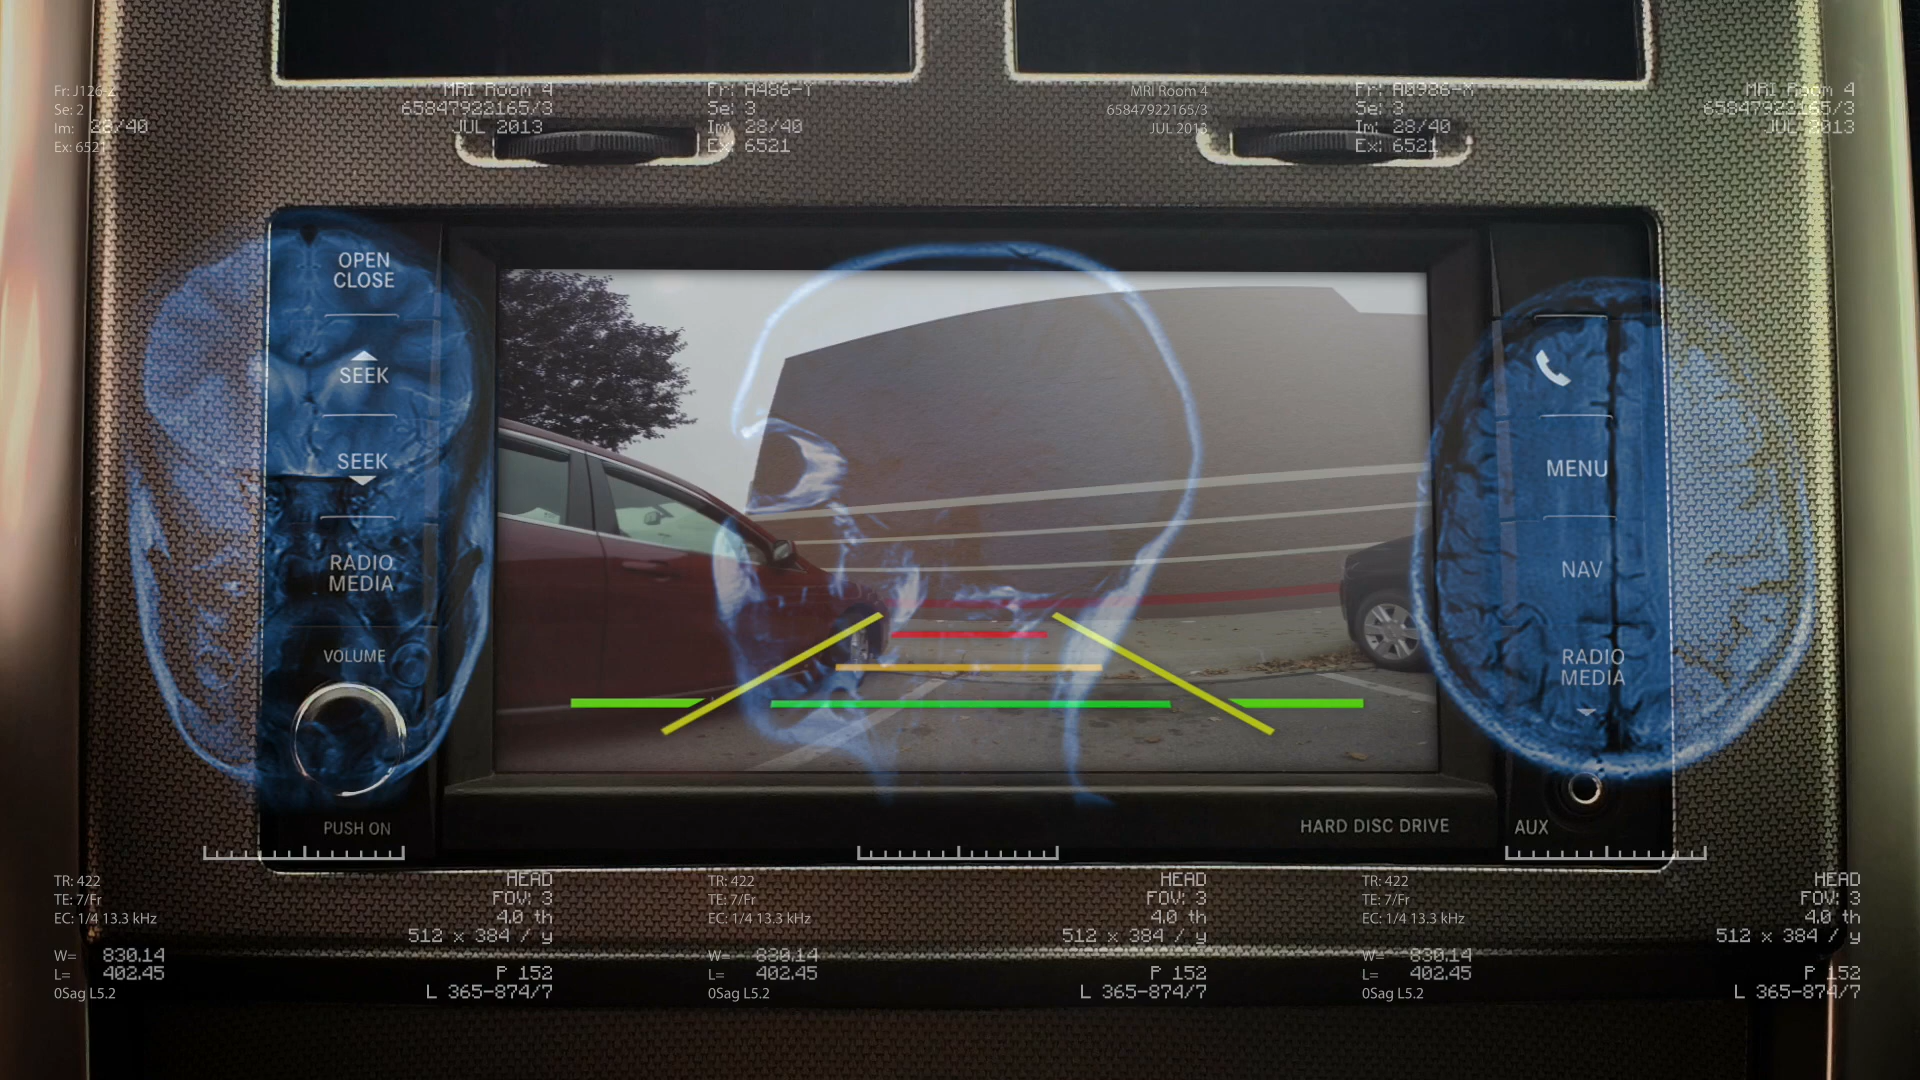 Fr: J126-Z
Se: 2
Im: 28/40
Ex: 6521
MRI Room 4
65847922165/3
JUL 2013
Fr: A486-Y
Se: 3
Im: 28/40
Ex: 6521
MRI Room 4
65847922165/3
JUL 2013
Fr: A0986-X
Se: 3
Im: 28/40
Ex: 6521
MRI Room 4
65847922165/3
JUL 2013
OPEN
CLOSE
SEEK
SEEK
RADIO
MEDIA
VOLUME
PUSH ON
MENU
NAV
RADIO
MEDIA
HARD DISC DRIVE
AUX
TR: 422
TE: 7/Fr
EC: 1/4 13.3 kHz
W= 830.14
L= 402.45
0Sag L5.2
HEAD
FOV: 3
4.0 th
512 x 384 / y
P 152
L 365-874/7
TR: 422
TE: 7/Fr
EC: 1/4 13.3 kHz
W= 830.14
L= 402.45
0Sag L5.2
HEAD
FOV: 3
4.0 th
512 x 384 / y
P 152
L 365-874/7
TR: 422
TE: 7/Fr
EC: 1/4 13.3 kHz
W= 830.14
L= 402.45
0Sag L5.2
HEAD
FOV: 3
4.0 th
512 x 384 / y
P 152
L 365-874/7